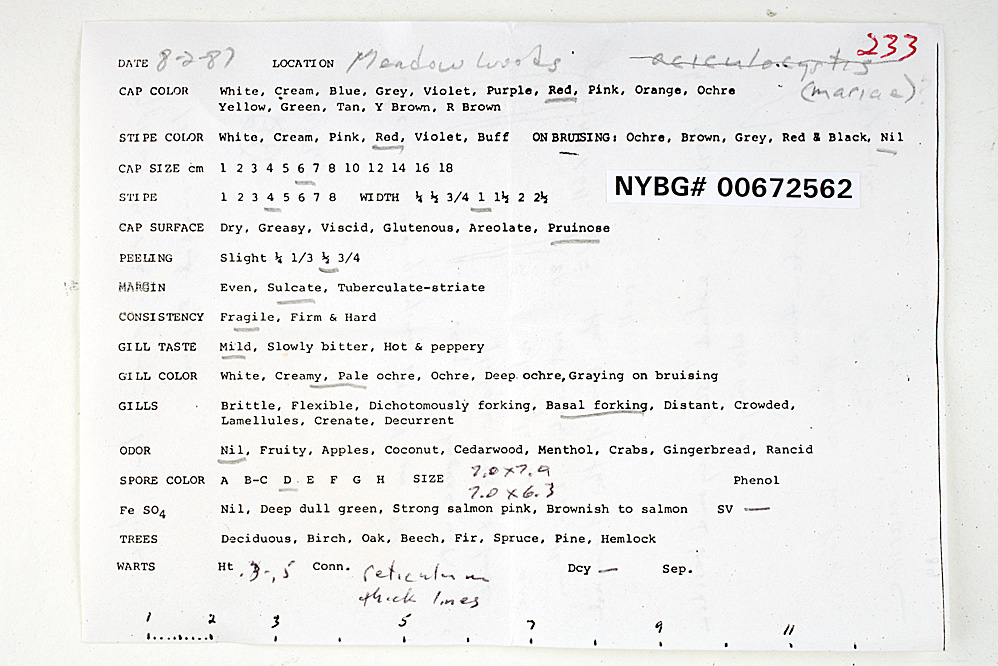 233
DATE 8-2-87 LOCATION Meadow Woods aciculocystis
(mariae)
CAP COLOR White, Cream, Blue, Grey, Violet, Purple, Red, Pink, Orange, Ochre
Yellow, Green, Tan, Y Brown, R Brown
STIPE COLOR White, Cream, Pink, Red, Violet, Buff ON BRUISING: Ochre, Brown, Grey, Red & Black, Nil
CAP SIZE cm 1 2 3 4 5 6 7 8 10 12 14 16 18
NYBG# 00672562
STIPE 1 2 3 4 5 6 7 8 WIDTH ¼ ½ 3/4 1 1½ 2 2½
CAP SURFACE Dry, Greasy, Viscid, Glutenous, Areolate, Pruinose
PEELING Slight ¼ 1/3 ½ 3/4
MARGIN Even, Sulcate, Tuberculate-striate
CONSISTENCY Fragile, Firm & Hard
GILL TASTE Mild, Slowly bitter, Hot & peppery
GILL COLOR White, Creamy, Pale ochre, Ochre, Deep ochre, Graying on bruising
GILLS Brittle, Flexible, Dichotomously forking, Basal forking, Distant, Crowded,
Lamellules, Crenate, Decurrent
ODOR Nil, Fruity, Apples, Coconut, Cedarwood, Menthol, Crabs, Gingerbread, Rancid
SPORE COLOR A B-C D E F G H SIZE 7.0 x 7.9 Phenol
7.0 x 6.3
Fe SO4 Nil, Deep dull green, Strong salmon pink, Brownish to salmon SV —
TREES Deciduous, Birch, Oak, Beech, Fir, Spruce, Pine, Hemlock
WARTS Ht .3-.5 Conn. reticulum Dcy — Sep.
thick lines
1 2 3 5 7 9 11